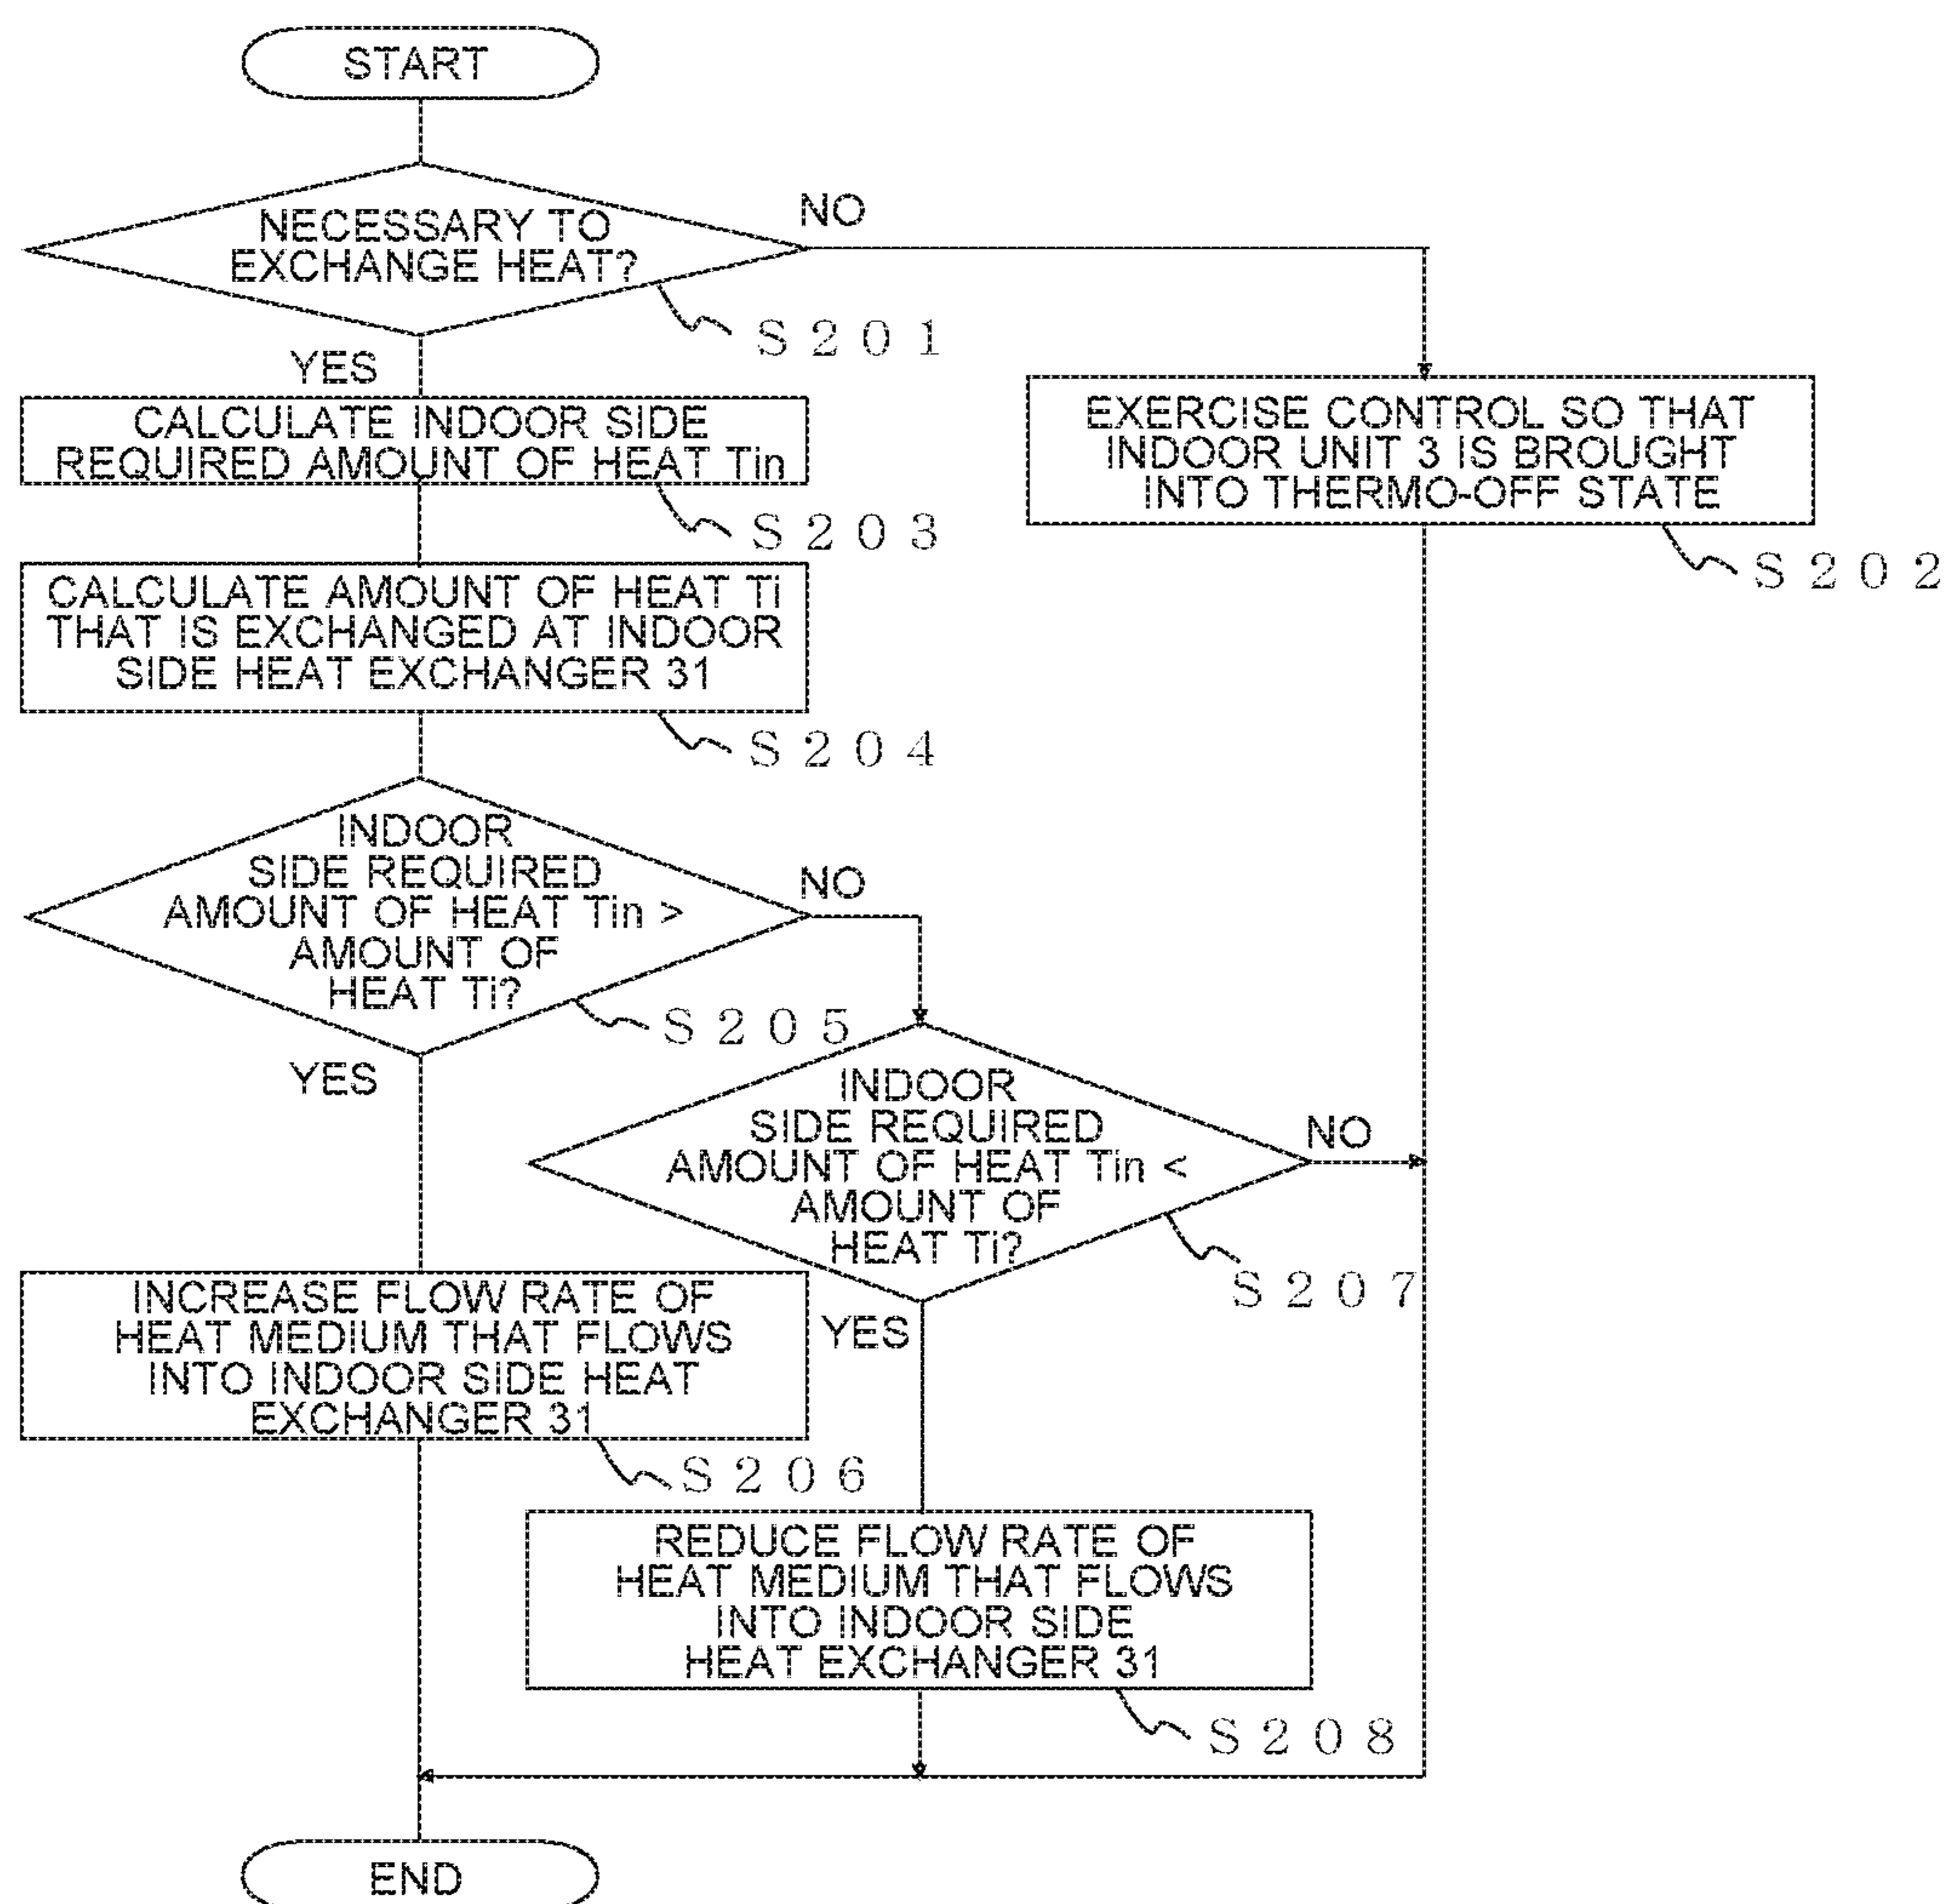 START
NECESSARY TO
EXCHANGE HEAT?
NO
S201
YES
CALCULATE INDOOR SIDE
REQUIRED AMOUNT OF HEAT Tin
S203
EXERCISE CONTROL SO THAT
INDOOR UNIT 3 IS BROUGHT
INTO THERMO-OFF STATE
S202
CALCULATE AMOUNT OF HEAT Ti
THAT IS EXCHANGED AT INDOOR
SIDE HEAT EXCHANGER 31
S204
INDOOR
SIDE REQUIRED
AMOUNT OF HEAT Tin >
AMOUNT OF
HEAT Ti?
NO
S205
YES
INDOOR
SIDE REQUIRED
AMOUNT OF HEAT Tin <
AMOUNT OF
HEAT Ti?
NO
S207
YES
INCREASE FLOW RATE OF
HEAT MEDIUM THAT FLOWS
INTO INDOOR SIDE HEAT
EXCHANGER 31
S206
REDUCE FLOW RATE OF
HEAT MEDIUM THAT FLOWS
INTO INDOOR SIDE
HEAT EXCHANGER 31
S208
END